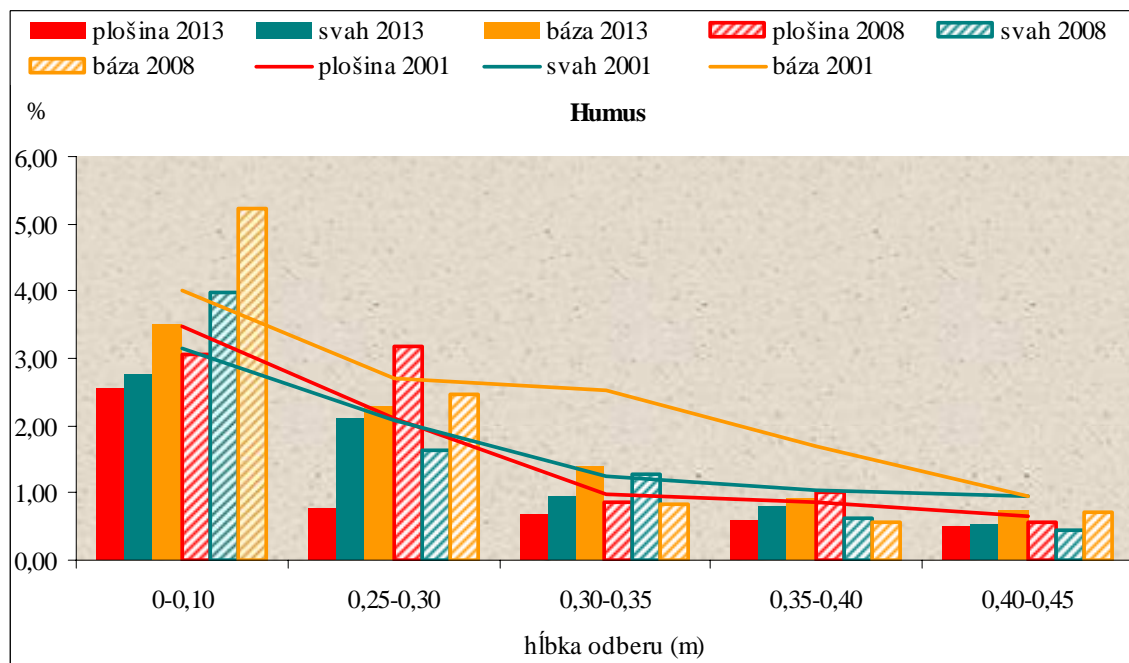 plošina 2013 svah 2013 báza 2013 plošina 2008 svah 2008
báza 2008 plošina 2001 svah 2001 báza 2001
% Humus
6,00
5,00
4,00
3,00
2,00
1,00
0,00
0-0,10 0,25-0,30 0,30-0,35 0,35-0,40 0,40-0,45
hĺbka odberu (m)